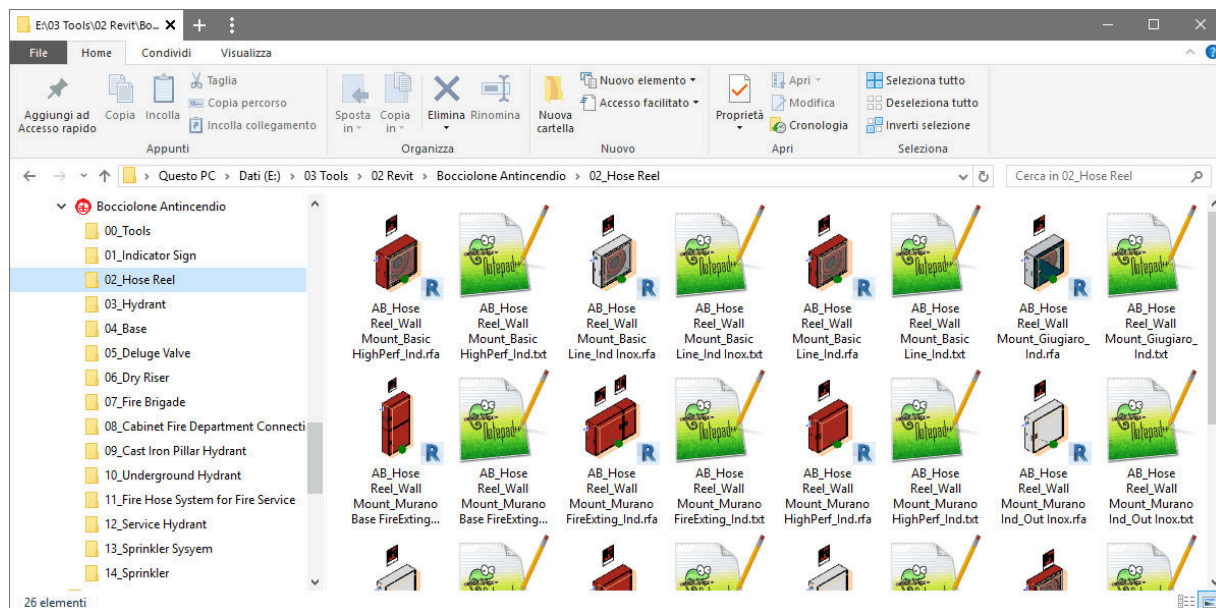 E:\03 Tools\02 Revit\Bo...
File Home Condividi Visualizza
Aggiungi ad
Accesso rapido
Copia
Incolla
Taglia
Copia percorso
Incolla collegamento
Appunti
Sposta
in
Copia
in
Elimina
Rinomina
Organizza
Nuova
cartella
Nuovo elemento
Accesso facilitato
Nuovo
Proprietà
Apri
Modifica
Cronologia
Apri
Seleziona tutto
Deseleziona tutto
Inverti selezione
Seleziona
Questo PC > Dati (E:) > 03 Tools > 02 Revit > Bocciolone Antincendio > 02_Hose Reel
Cerca in 02_Hose Reel
Bocciolone Antincendio
00_Tools
01_Indicator Sign
02_Hose Reel
03_Hydrant
04_Base
05_Deluge Valve
06_Dry Riser
07_Fire Brigade
08_Cabinet Fire Department Connecti
09_Cast Iron Pillar Hydrant
10_Underground Hydrant
11_Fire Hose System for Fire Service
12_Service Hydrant
13_Sprinkler Sysyem
14_Sprinkler
AB_Hose
Reel_Wall
Mount_Basic
HighPerf_Ind.rfa
AB_Hose
Reel_Wall
Mount_Basic
HighPerf_Ind.txt
AB_Hose
Reel_Wall
Mount_Basic
Line_Ind Inox.rfa
AB_Hose
Reel_Wall
Mount_Basic
Line_Ind Inox.txt
AB_Hose
Reel_Wall
Mount_Basic
Line_Ind.rfa
AB_Hose
Reel_Wall
Mount_Basic
Line_Ind.txt
AB_Hose
Reel_Wall
Mount_Giugiaro_
Ind.rfa
AB_Hose
Reel_Wall
Mount_Giugiaro_
Ind.txt
AB_Hose
Reel_Wall
Mount_Murano
Base FireExting...
AB_Hose
Reel_Wall
Mount_Murano
Base FireExting...
AB_Hose
Reel_Wall
Mount_Murano
FireExting_Ind.rfa
AB_Hose
Reel_Wall
Mount_Murano
FireExting_Ind.txt
AB_Hose
Reel_Wall
Mount_Murano
HighPerf_Ind.rfa
AB_Hose
Reel_Wall
Mount_Murano
HighPerf_Ind.txt
AB_Hose
Reel_Wall
Mount_Murano
Ind_Out Inox.rfa
AB_Hose
Reel_Wall
Mount_Murano
Ind_Out Inox.txt
26 elementi